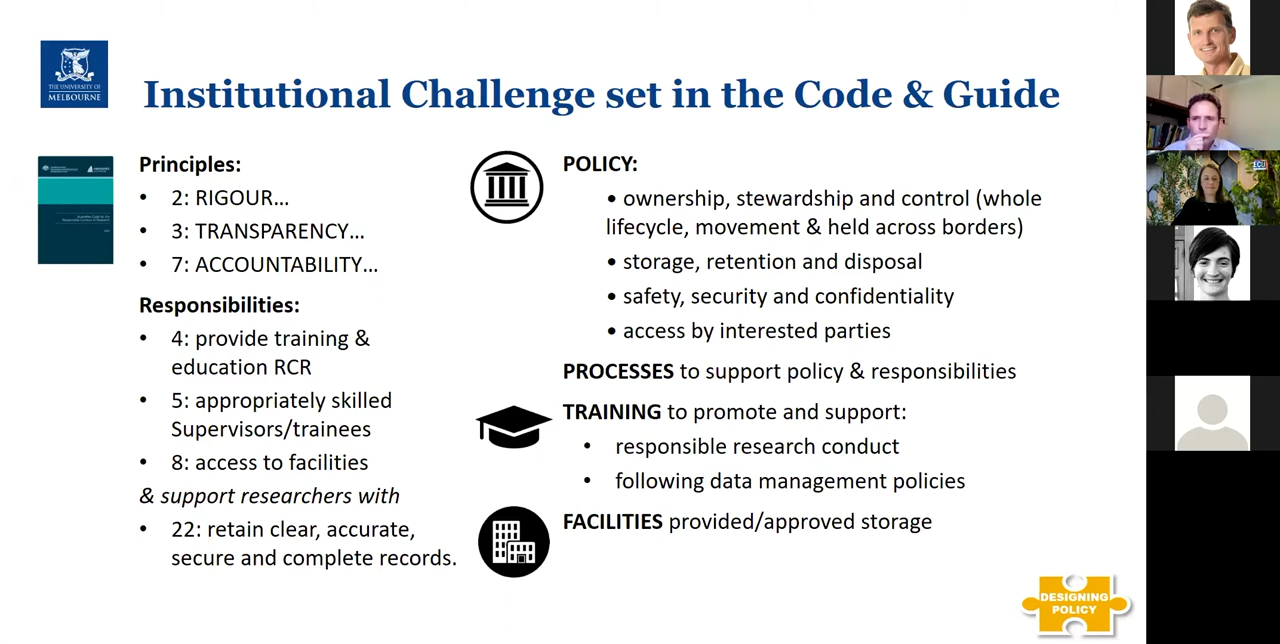 THE UNIVERSITY OF
MELBOURNE
Institutional Challenge set in the Code & Guide
Principles:
• 2: RIGOUR...
• 3: TRANSPARENCY...
• 7: ACCOUNTABILITY...
Responsibilities:
• 4: provide training &
education RCR
• 5: appropriately skilled
Supervisors/trainees
• 8: access to facilities
& support researchers with
• 22: retain clear, accurate,
secure and complete records.
POLICY:
• ownership, stewardship and control (whole
lifecycle, movement & held across borders)
• storage, retention and disposal
• safety, security and confidentiality
• access by interested parties
PROCESSES to support policy & responsibilities
TRAINING to promote and support:
• responsible research conduct
• following data management policies
FACILITIES provided/approved storage
DESIGNING
POLICY
ECU